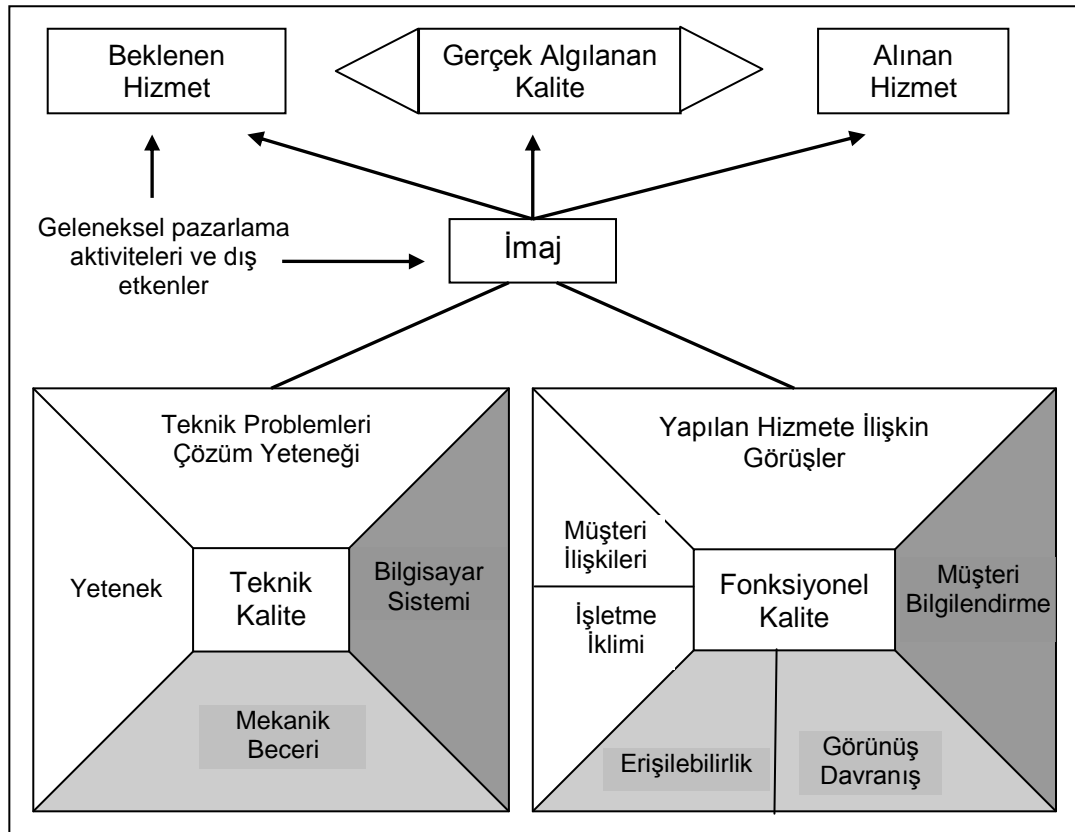 Beklenen
Hizmet
Gerçek Algılanan
Kalite
Alınan
Hizmet
Geleneksel pazarlama
aktiviteleri ve dış
etkenler
İmaj
Teknik Problemleri
Çözüm Yeteneği
Yetenek
Teknik
Kalite
Bilgisayar
Sistemi
Mekanik
Beceri
Yapılan Hizmete İlişkin
Görüşler
Müşteri
İlişkileri
İşletme
İklimi
Fonksiyonel
Kalite
Müşteri
Bilgilendirme
Erişilebilirlik
Görünüş
Davranış